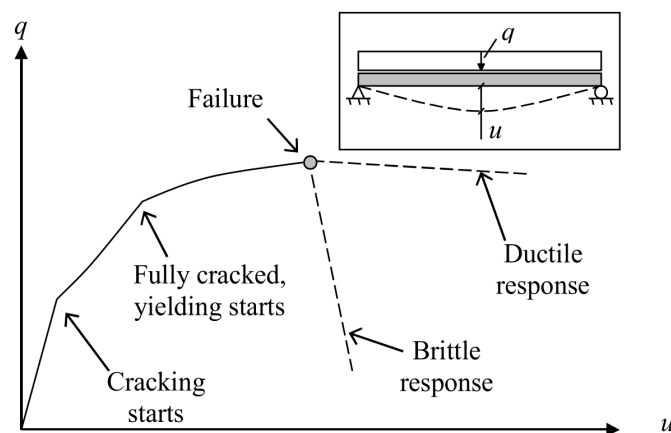 q
Failure
q
u
Fully cracked,
yielding starts
Ductile
response
Cracking
starts
Brittle
response
u